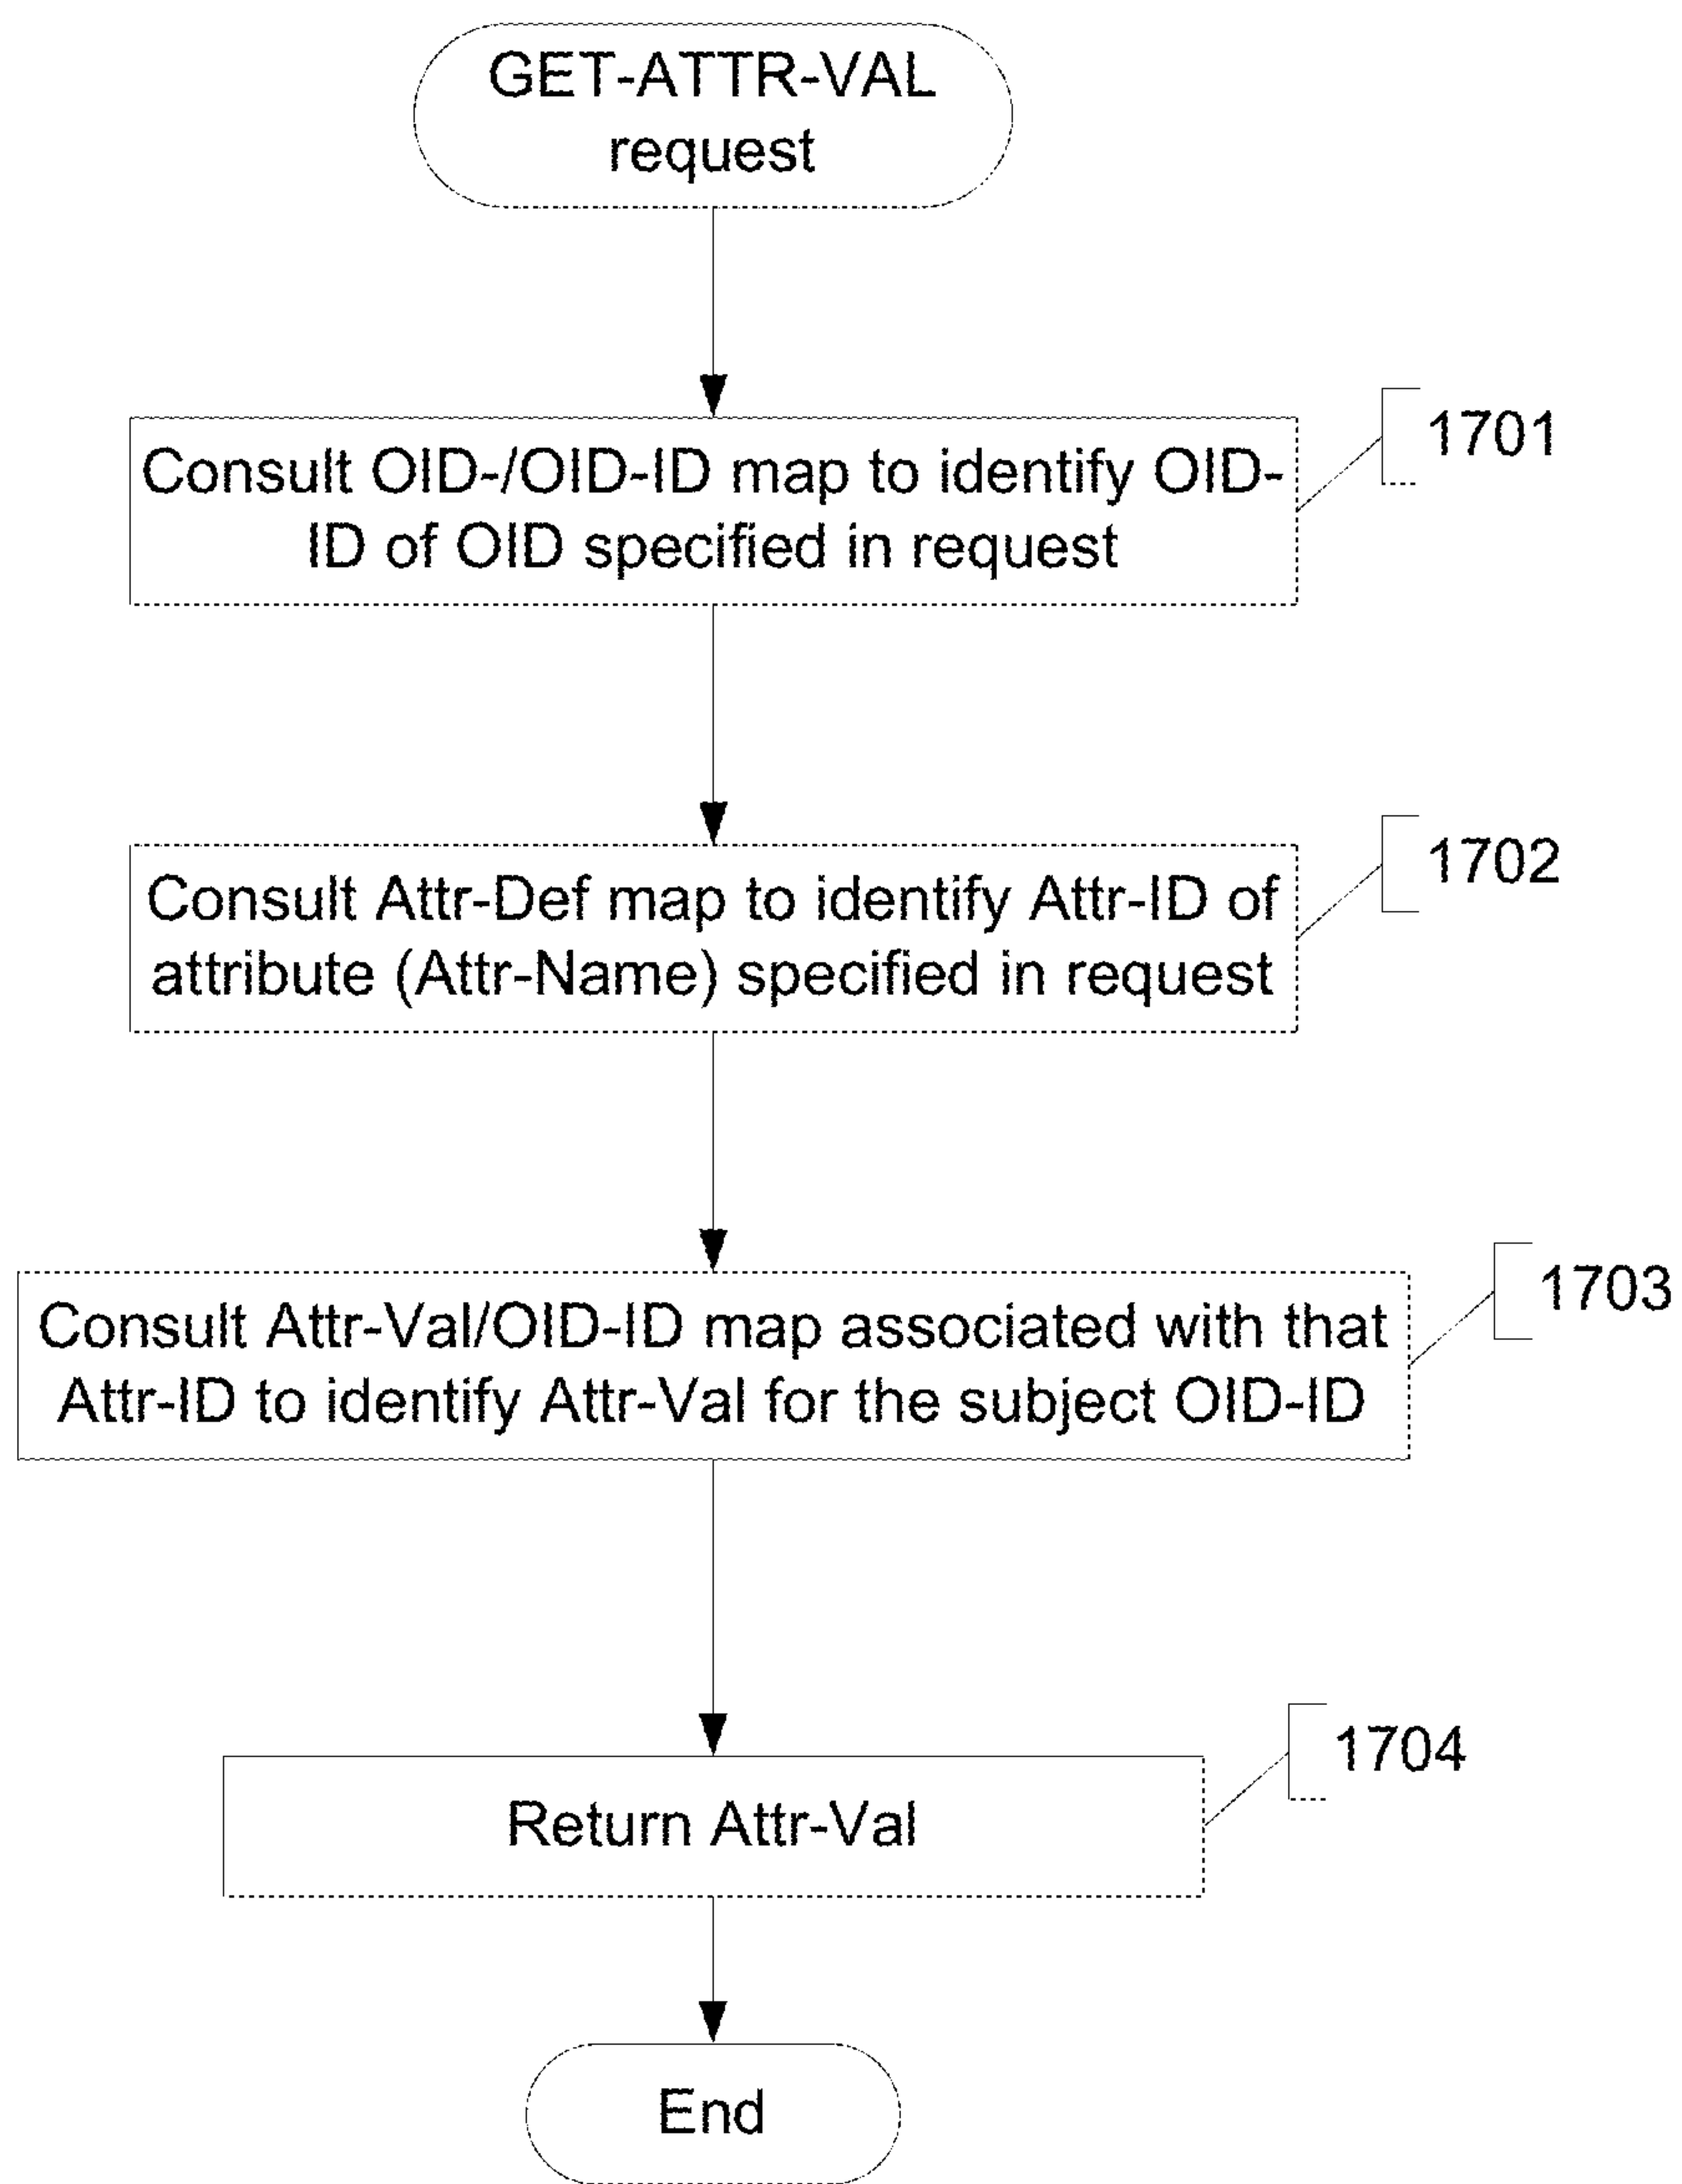 GET-ATTR-VAL
request
1701
Consult OID-/OID-ID map to identify OID-
ID of OID specified in request
1702
Consult Attr-Def map to identify Attr-ID of
attribute (Attr-Name) specified in request
1703
Consult Attr-Val/OID-ID map associated with that
Attr-ID to identify Attr-Val for the subject OID-ID
1704
Return Attr-Val
End